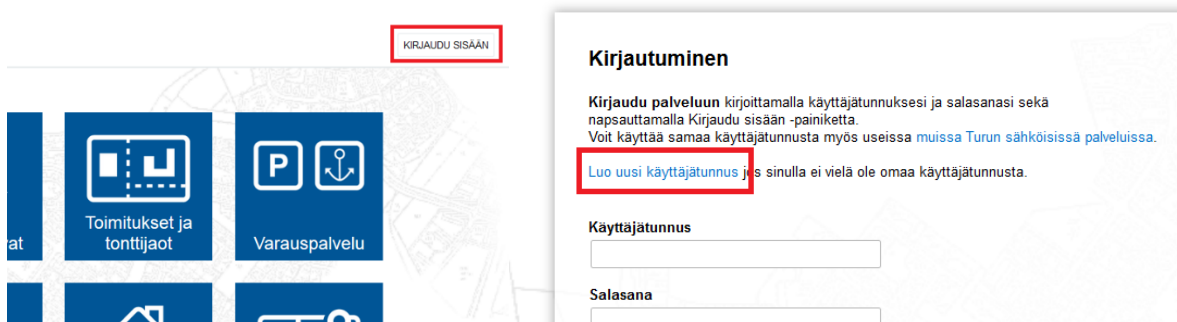 KIRJAUDU SISÄÄN
Toimitukset ja
tonttijaot
Varauspalvelu
P
Kirjautuminen
Kirjaudu palveluun kirjoittamalla käyttäjätunnuksesi ja salasanasi sekä
napsauttamalla Kirjaudu sisään -painiketta.
Voit käyttää samaa käyttäjätunnusta myös useissa muissa Turun sähköisissä palveluissa.
Luo uusi käyttäjätunnus jos sinulla ei vielä ole omaa käyttäjätunnusta.
Käyttäjätunnus
Salasana